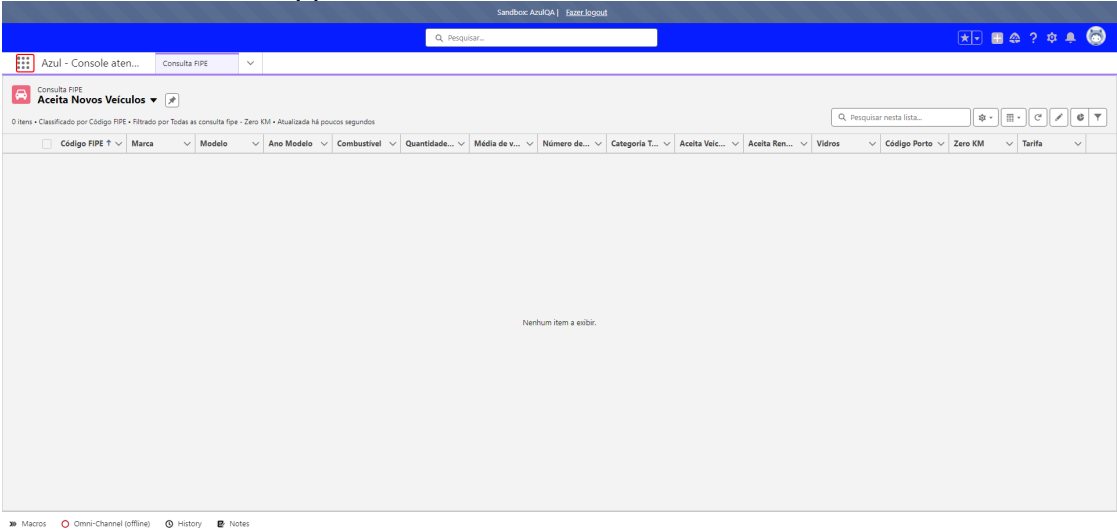 Sandbox: AzulQA | Fazer logout
Pesquisar...
Azul - Console aten...
Consulta FIPE
Consulta FIPE
Aceita Novos Veículos
0 itens • Classificado por Código FIPE • Filtrado por Todas as consulta fipe - Zero KM • Atualizada há poucos segundos
Pesquisar nesta lista...
Código FIPE ↑ Marca Modelo Ano Modelo Combustível Quantidade... Média de v... Número de... Categoria T... Aceita Veic... Aceita Ren... Vidros Código Porto Zero KM Tarifa
Nenhum item a exibir.
Macros Omni-Channel (offline) History Notes